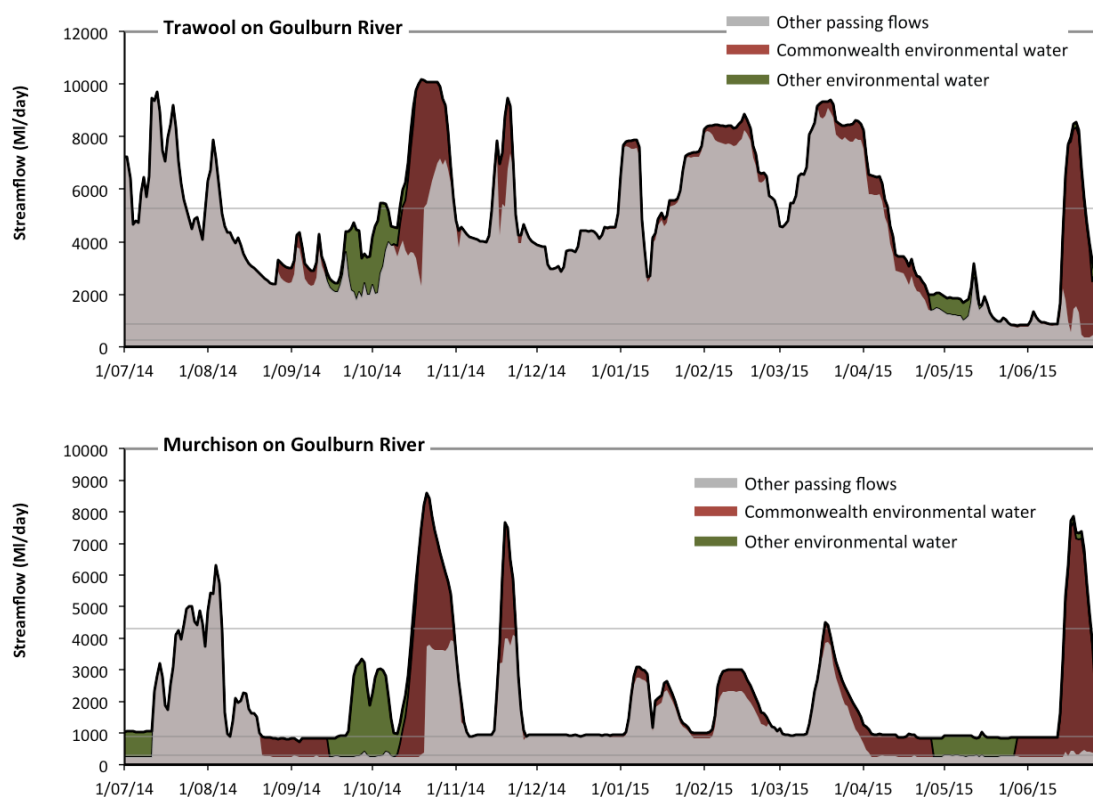 Trawool on Goulburn River
Other passing flows
Commonwealth environmental water
Other environmental water
Streamflow (Ml/day)
12000
10000
8000
6000
4000
2000
0
1/07/14 1/08/14 1/09/14 1/10/14 1/11/14 1/12/14 1/01/15 1/02/15 1/03/15 1/04/15 1/05/15 1/06/15
Murchison on Goulburn River
Other passing flows
Commonwealth environmental water
Other environmental water
Streamflow (Ml/day)
10000
9000
8000
7000
6000
5000
4000
3000
2000
1000
0
1/07/14 1/08/14 1/09/14 1/10/14 1/11/14 1/12/14 1/01/15 1/02/15 1/03/15 1/04/15 1/05/15 1/06/15